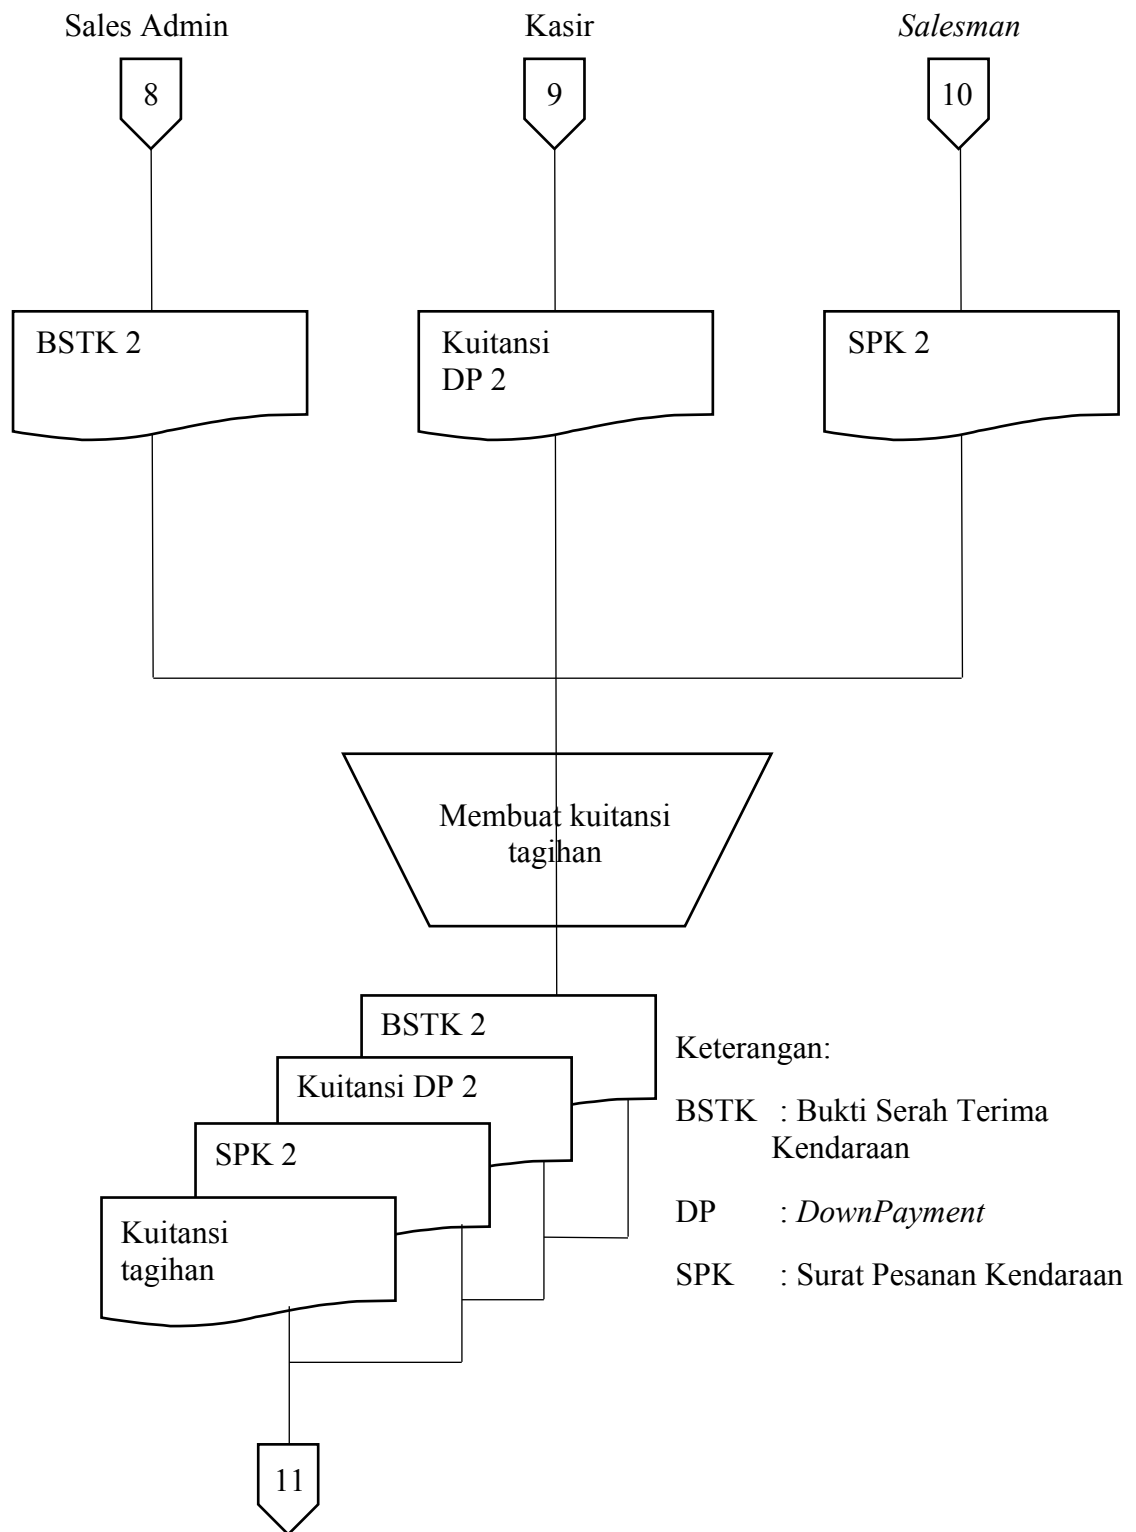 Sales Admin
Kasir
Salesman
8
9
10
BSTK 2
Kuitansi
DP 2
SPK 2
Membuat kuitansi
tagihan
BSTK 2
Kuitansi DP 2
SPK 2
Kuitansi
tagihan
11
Keterangan:
BSTK : Bukti Serah Terima
Kendaraan
DP : DownPayment
SPK : Surat Pesanan Kendaraan